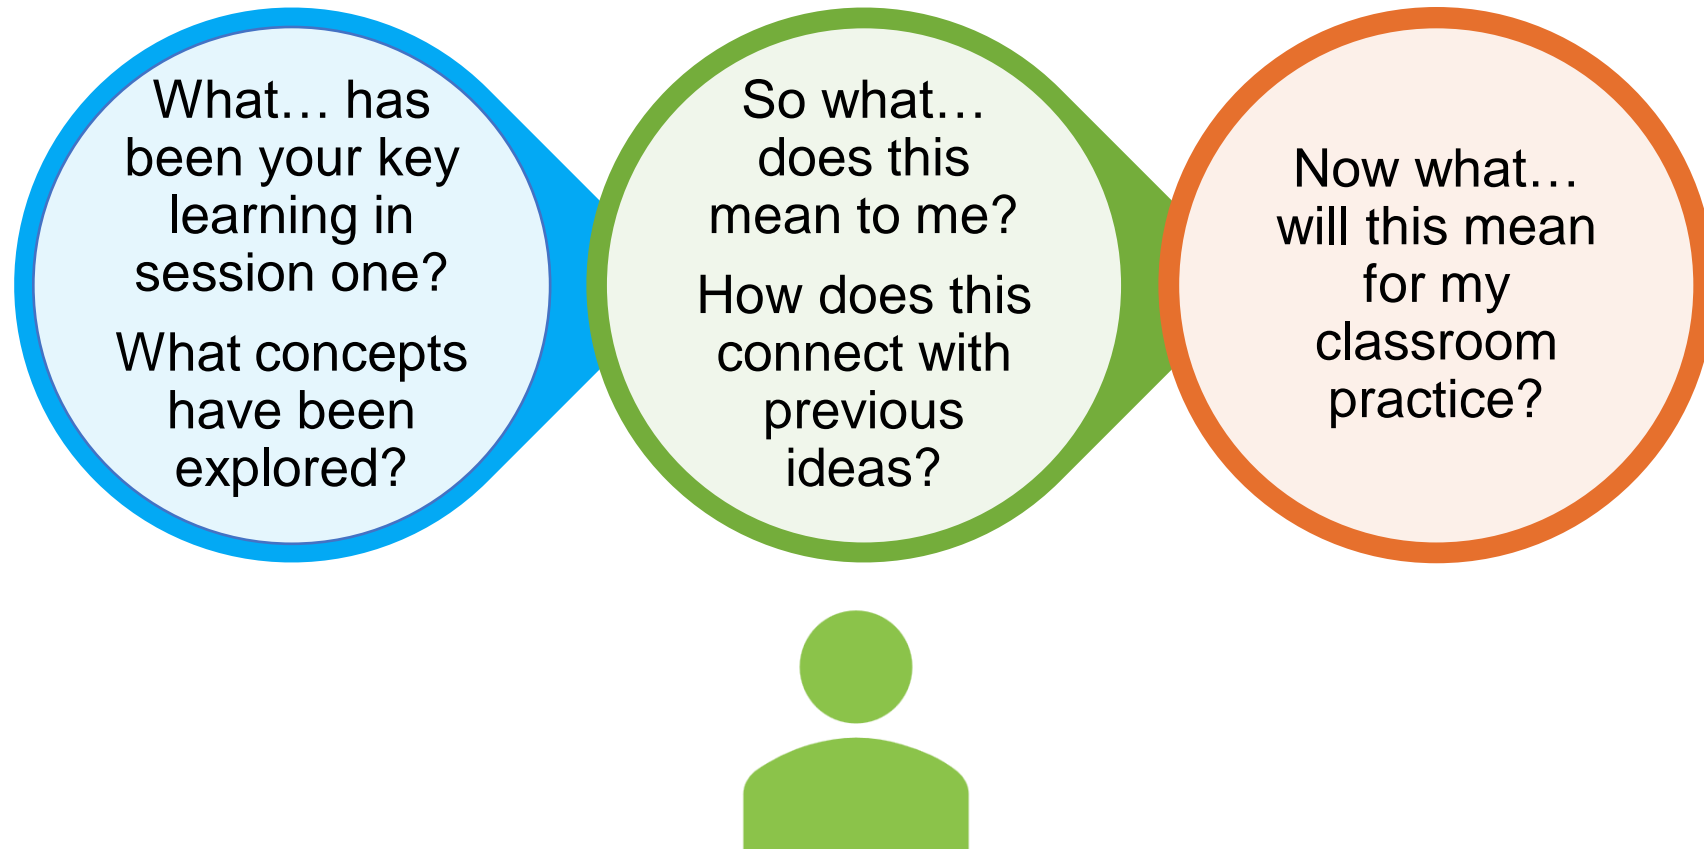 What… has
been your key
learning in
session one?
What concepts
have been
explored?
So what…
does this
mean to me?
How does this
connect with
previous
ideas?
Now what…
will this mean
for my
classroom
practice?